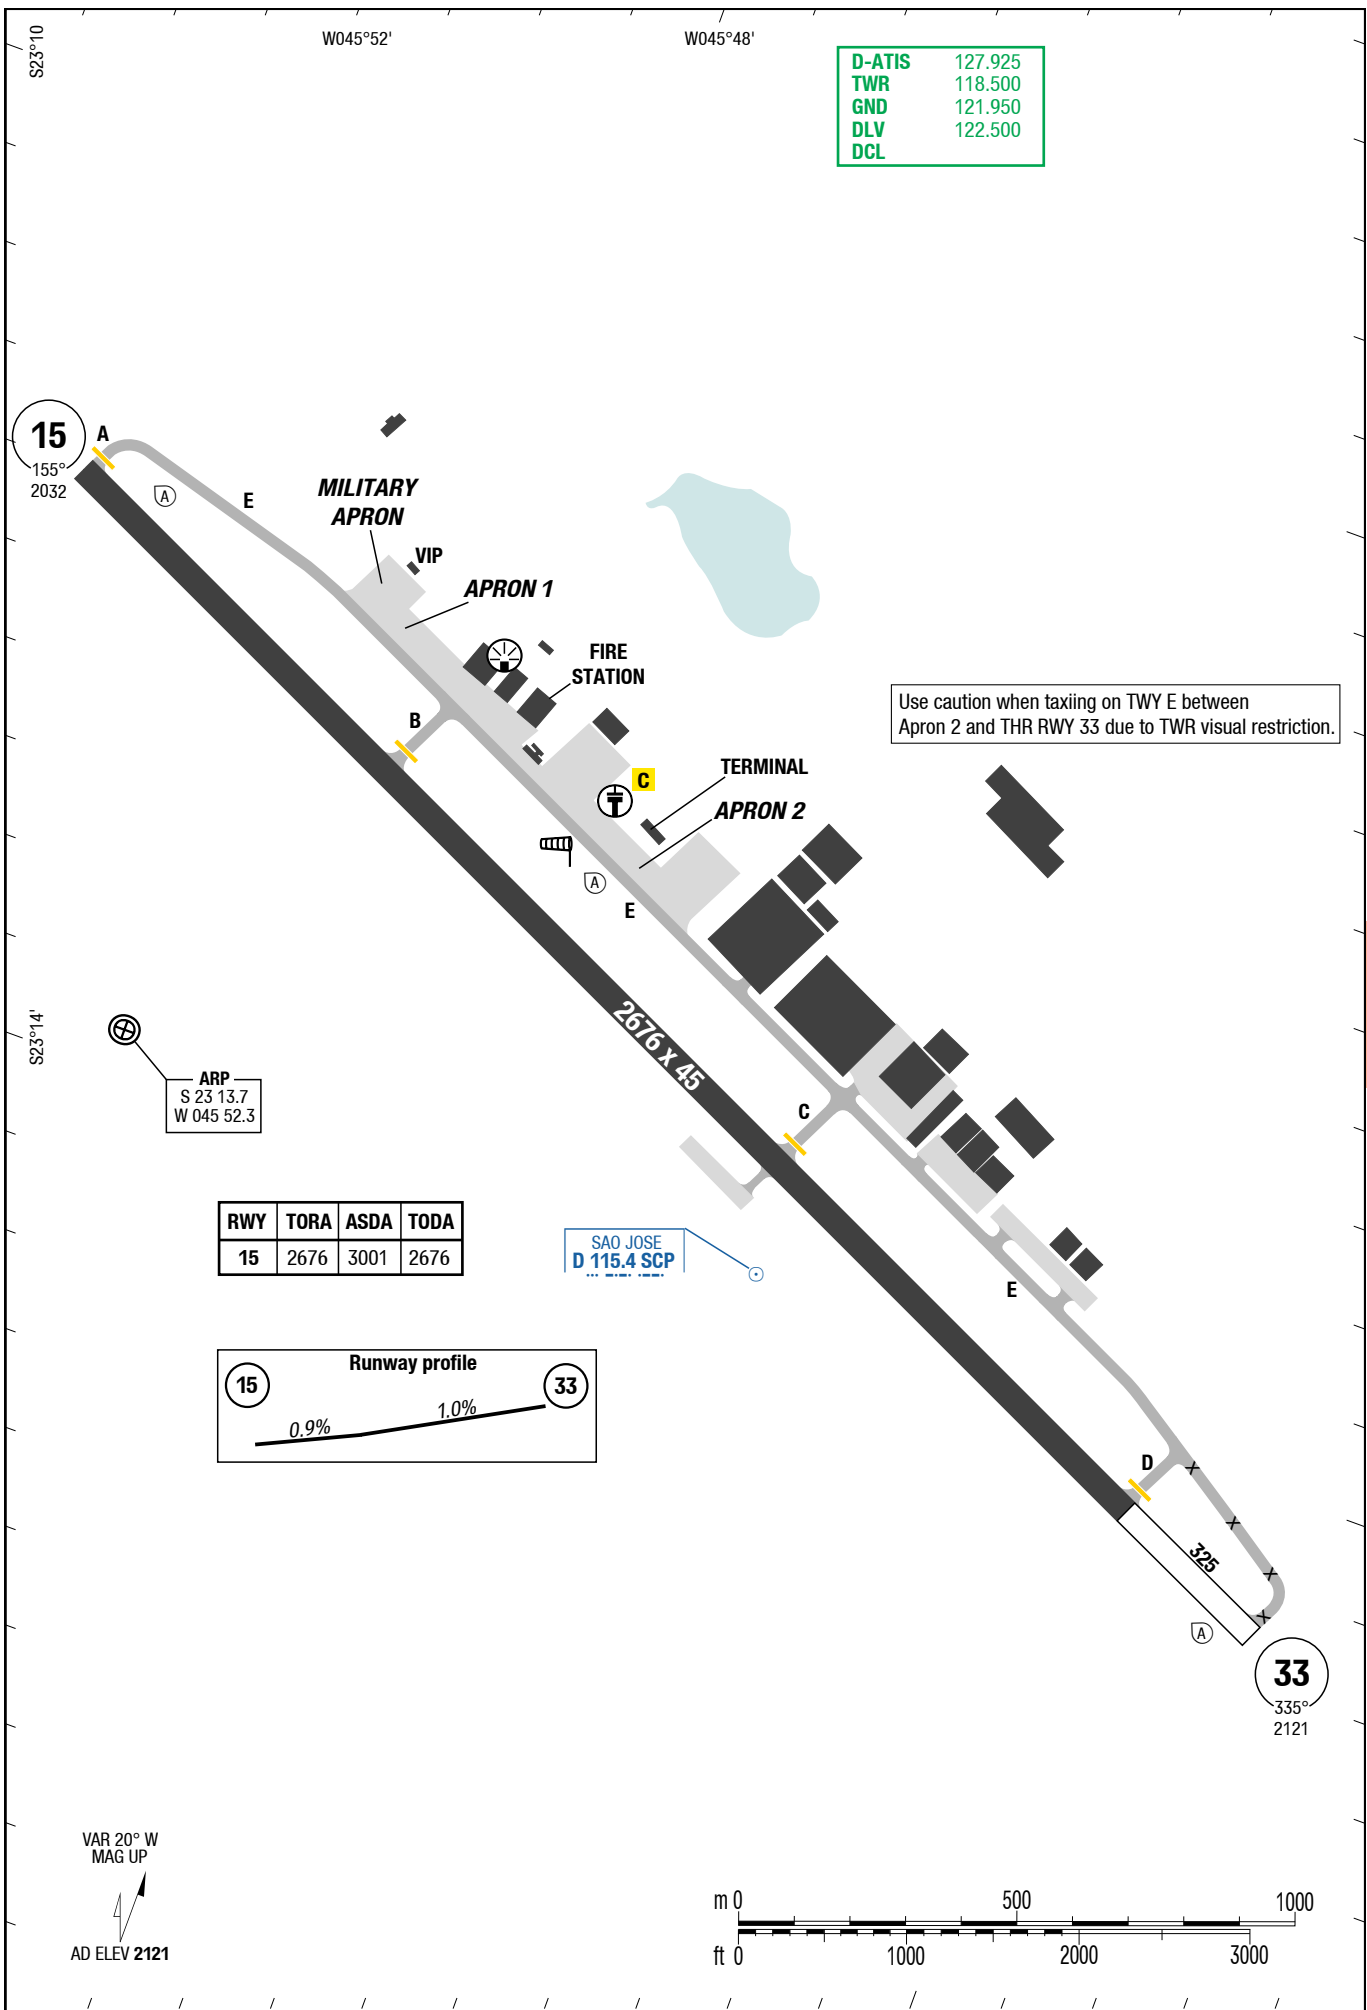 W045°52'
W045°48'
S23°10
D-ATIS 127.925
TWR 118.500
GND 121.950
DLV 122.500
DCL
15
155°
2032
A
A
E
MILITARY
APRON
VIP
APRON 1
FIRE
STATION
B
Use caution when taxiing on TWY E between
Apron 2 and THR RWY 33 due to TWR visual restriction.
C
TERMINAL
APRON 2
A
E
2676 x 45
S23°14'
ARP
S 23 13.7
W 045 52.3
C
RWY TORA ASDA TODA
15 2676 3001 2676
SAO JOSE
D 115.4 SCP
E
Runway profile
15
33
0.9%
1.0%
D
325
A
33
335°
2121
VAR 20° W
MAG UP
AD ELEV 2121
m 0 500 1000
ft 0 1000 2000 3000